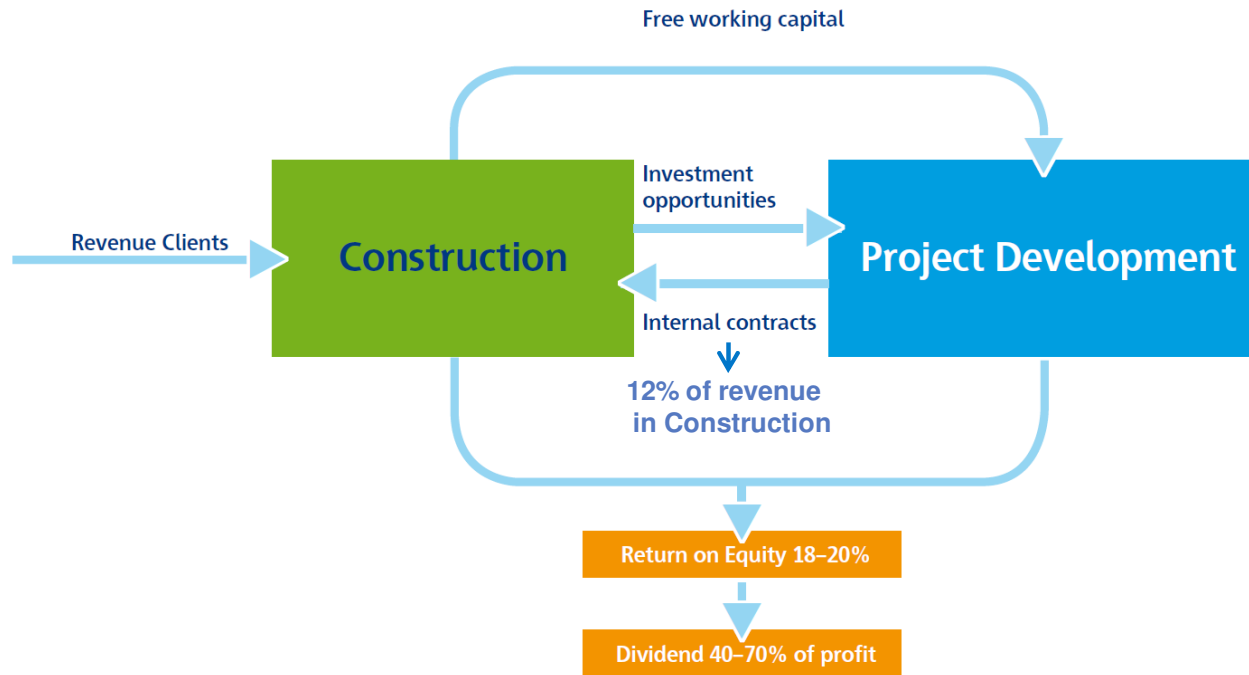 Free working capital
Investment
opportunities
Revenue Clients
Construction
Project Development
Internal contracts
12% of revenue
in Construction
Return on Equity 18–20%
Dividend 40–70% of profit